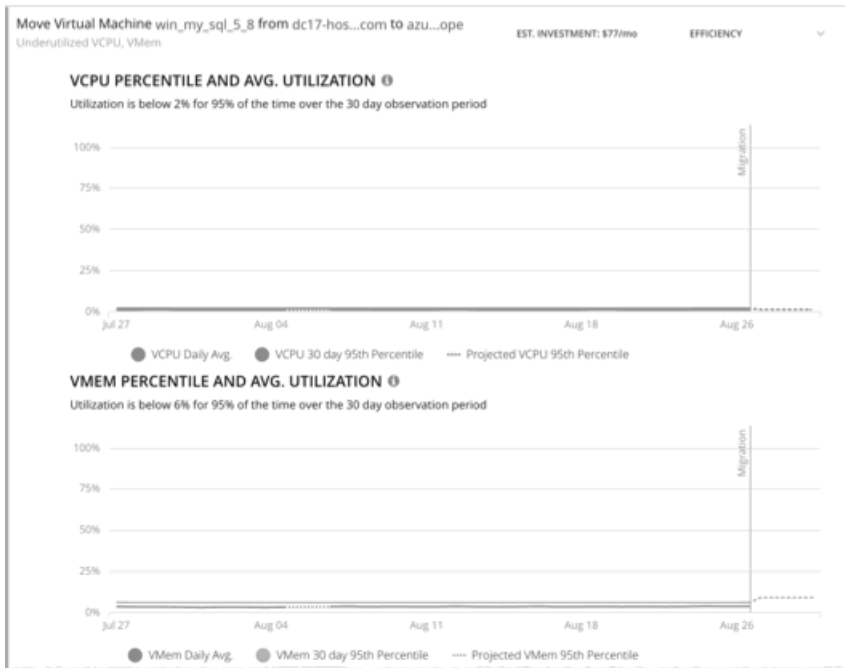 Move Virtual Machine win_my_sql_5_8 from dc17-hos...com to azu...ope
EST. INVESTMENT: $77/mo
EFFICIENCY
Underutilized VCPU, VMem
VCPU PERCENTILE AND AVG. UTILIZATION
Utilization is below 2% for 95% of the time over the 30 day observation period
100%
75%
50%
25%
0%
Migration
Jul 27 Aug 04 Aug 11 Aug 18 Aug 26
VCPU Daily Avg. VCPU 30 day 95th Percentile Projected VCPU 95th Percentile
VMEM PERCENTILE AND AVG. UTILIZATION
Utilization is below 6% for 95% of the time over the 30 day observation period
100%
75%
50%
25%
0%
Migration
Jul 27 Aug 04 Aug 11 Aug 18 Aug 26
VMem Daily Avg. VMem 30 day 95th Percentile Projected VMem 95th Percentile